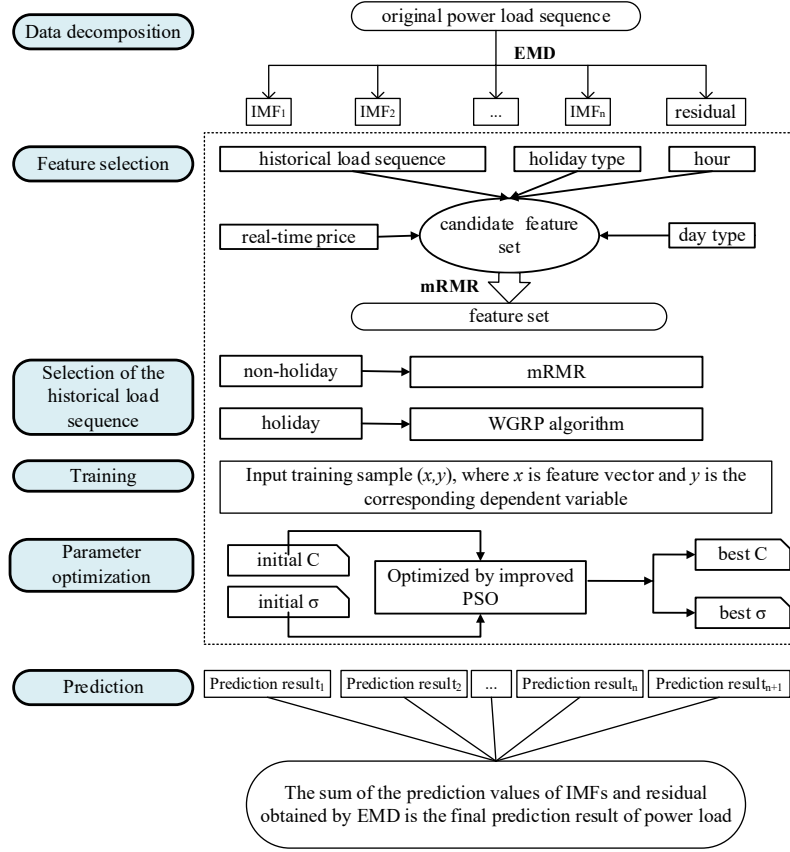 Data decomposition
original power load sequence
EMD
IMF1
IMF2
...
IMFn
residual
Feature selection
historical load sequence
holiday type
hour
real-time price
candidate feature
set
day type
mRMR
feature set
Selection of the
historical load
sequence
non-holiday
mRMR
holiday
WGRP algorithm
Training
Input training sample (x,y), where x is feature vector and y is the
corresponding dependent variable
Parameter
optimization
initial C
initial σ
Optimized by improved
PSO
best C
best σ
Prediction
Prediction result1
Prediction result2
...
Prediction resultn
Prediction resultn+1
The sum of the prediction values of IMFs and residual
obtained by EMD is the final prediction result of power load